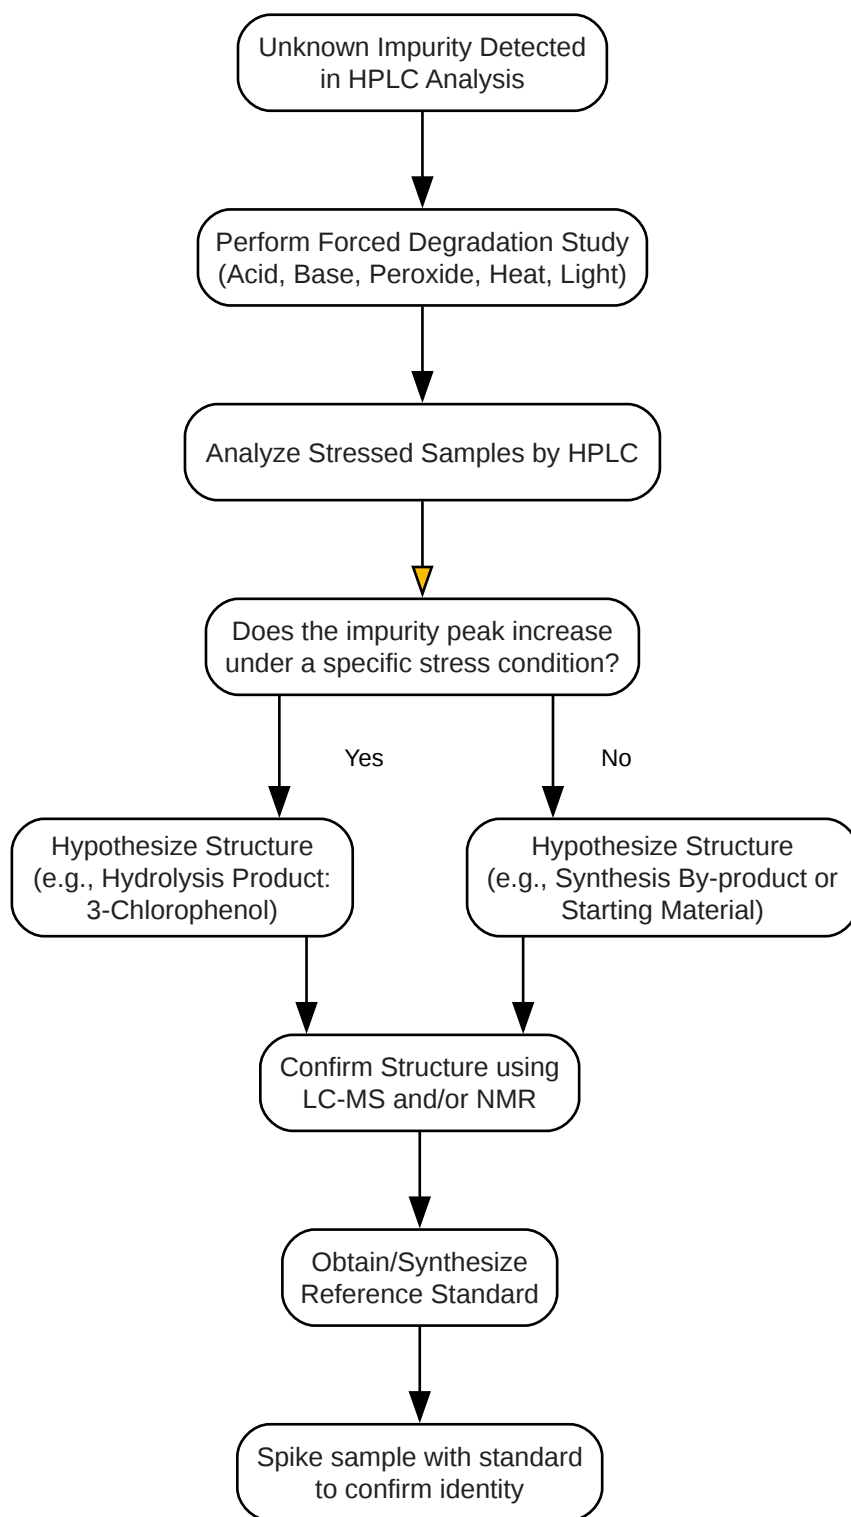 Unknown Impurity Detected
in HPLC Analysis
Perform Forced Degradation Study
(Acid, Base, Peroxide, Heat, Light)
Analyze Stressed Samples by HPLC
Does the impurity peak increase
under a specific stress condition?
Yes
No
Hypothesize Structure
(e.g., Hydrolysis Product:
3-Chlorophenol)
Hypothesize Structure
(e.g., Synthesis By-product or
Starting Material)
Confirm Structure using
LC-MS and/or NMR
Obtain/Synthesize
Reference Standard
Spike sample with standard
to confirm identity